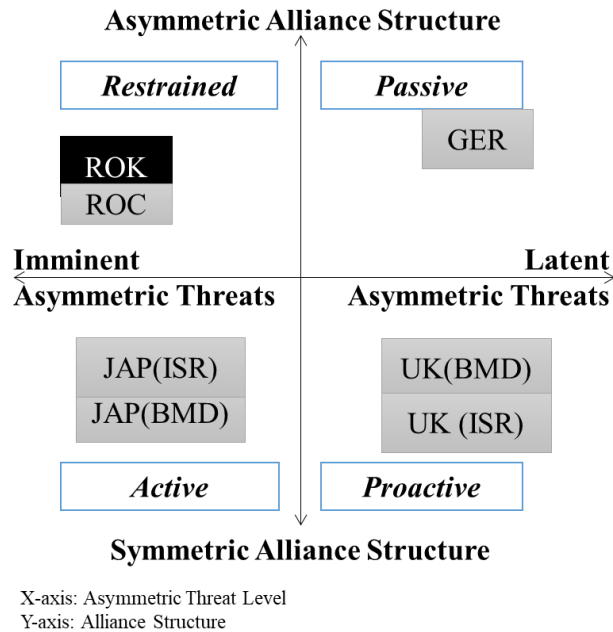 Asymmetric Alliance Structure
Restrained
Passive
GER
ROK
ROC
Imminent
Latent
Asymmetric Threats
Asymmetric Threats
JAP(ISR)
UK(BMD)
JAP(BMD)
UK (ISR)
Active
Proactive
Symmetric Alliance Structure
X-axis: Asymmetric Threat Level
Y-axis: Alliance Structure